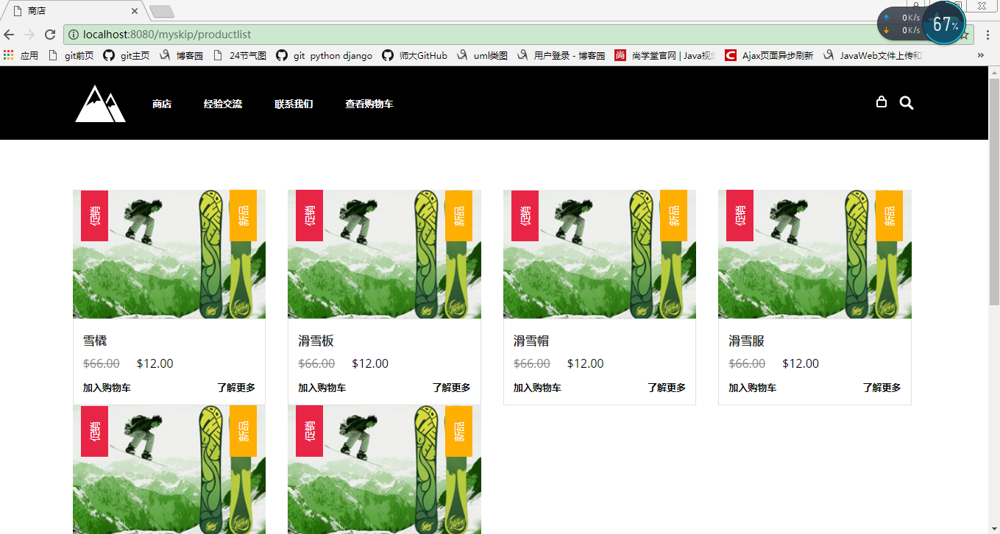 商店
0K/s
0K/s
67%
localhost:8080/myskip/productlist
应用 git前页 git主页 博客园 24节气图 git python django 师大GitHub uml类图 用户登录 - 博客园 尚 尚学堂官网 | Java视频 C Ajax页面异步刷新 JavaWeb文件上传和 »
商店 经验交流 联系我们 查看购物车
促销 新品 促销 新品 促销 新品 促销 新品
雪橇 滑雪板 滑雪帽 滑雪服
$66.00 $12.00 $66.00 $12.00 $66.00 $12.00 $66.00 $12.00
加入购物车 了解更多 加入购物车 了解更多 加入购物车 了解更多 加入购物车 了解更多
促销 新品 促销 新品